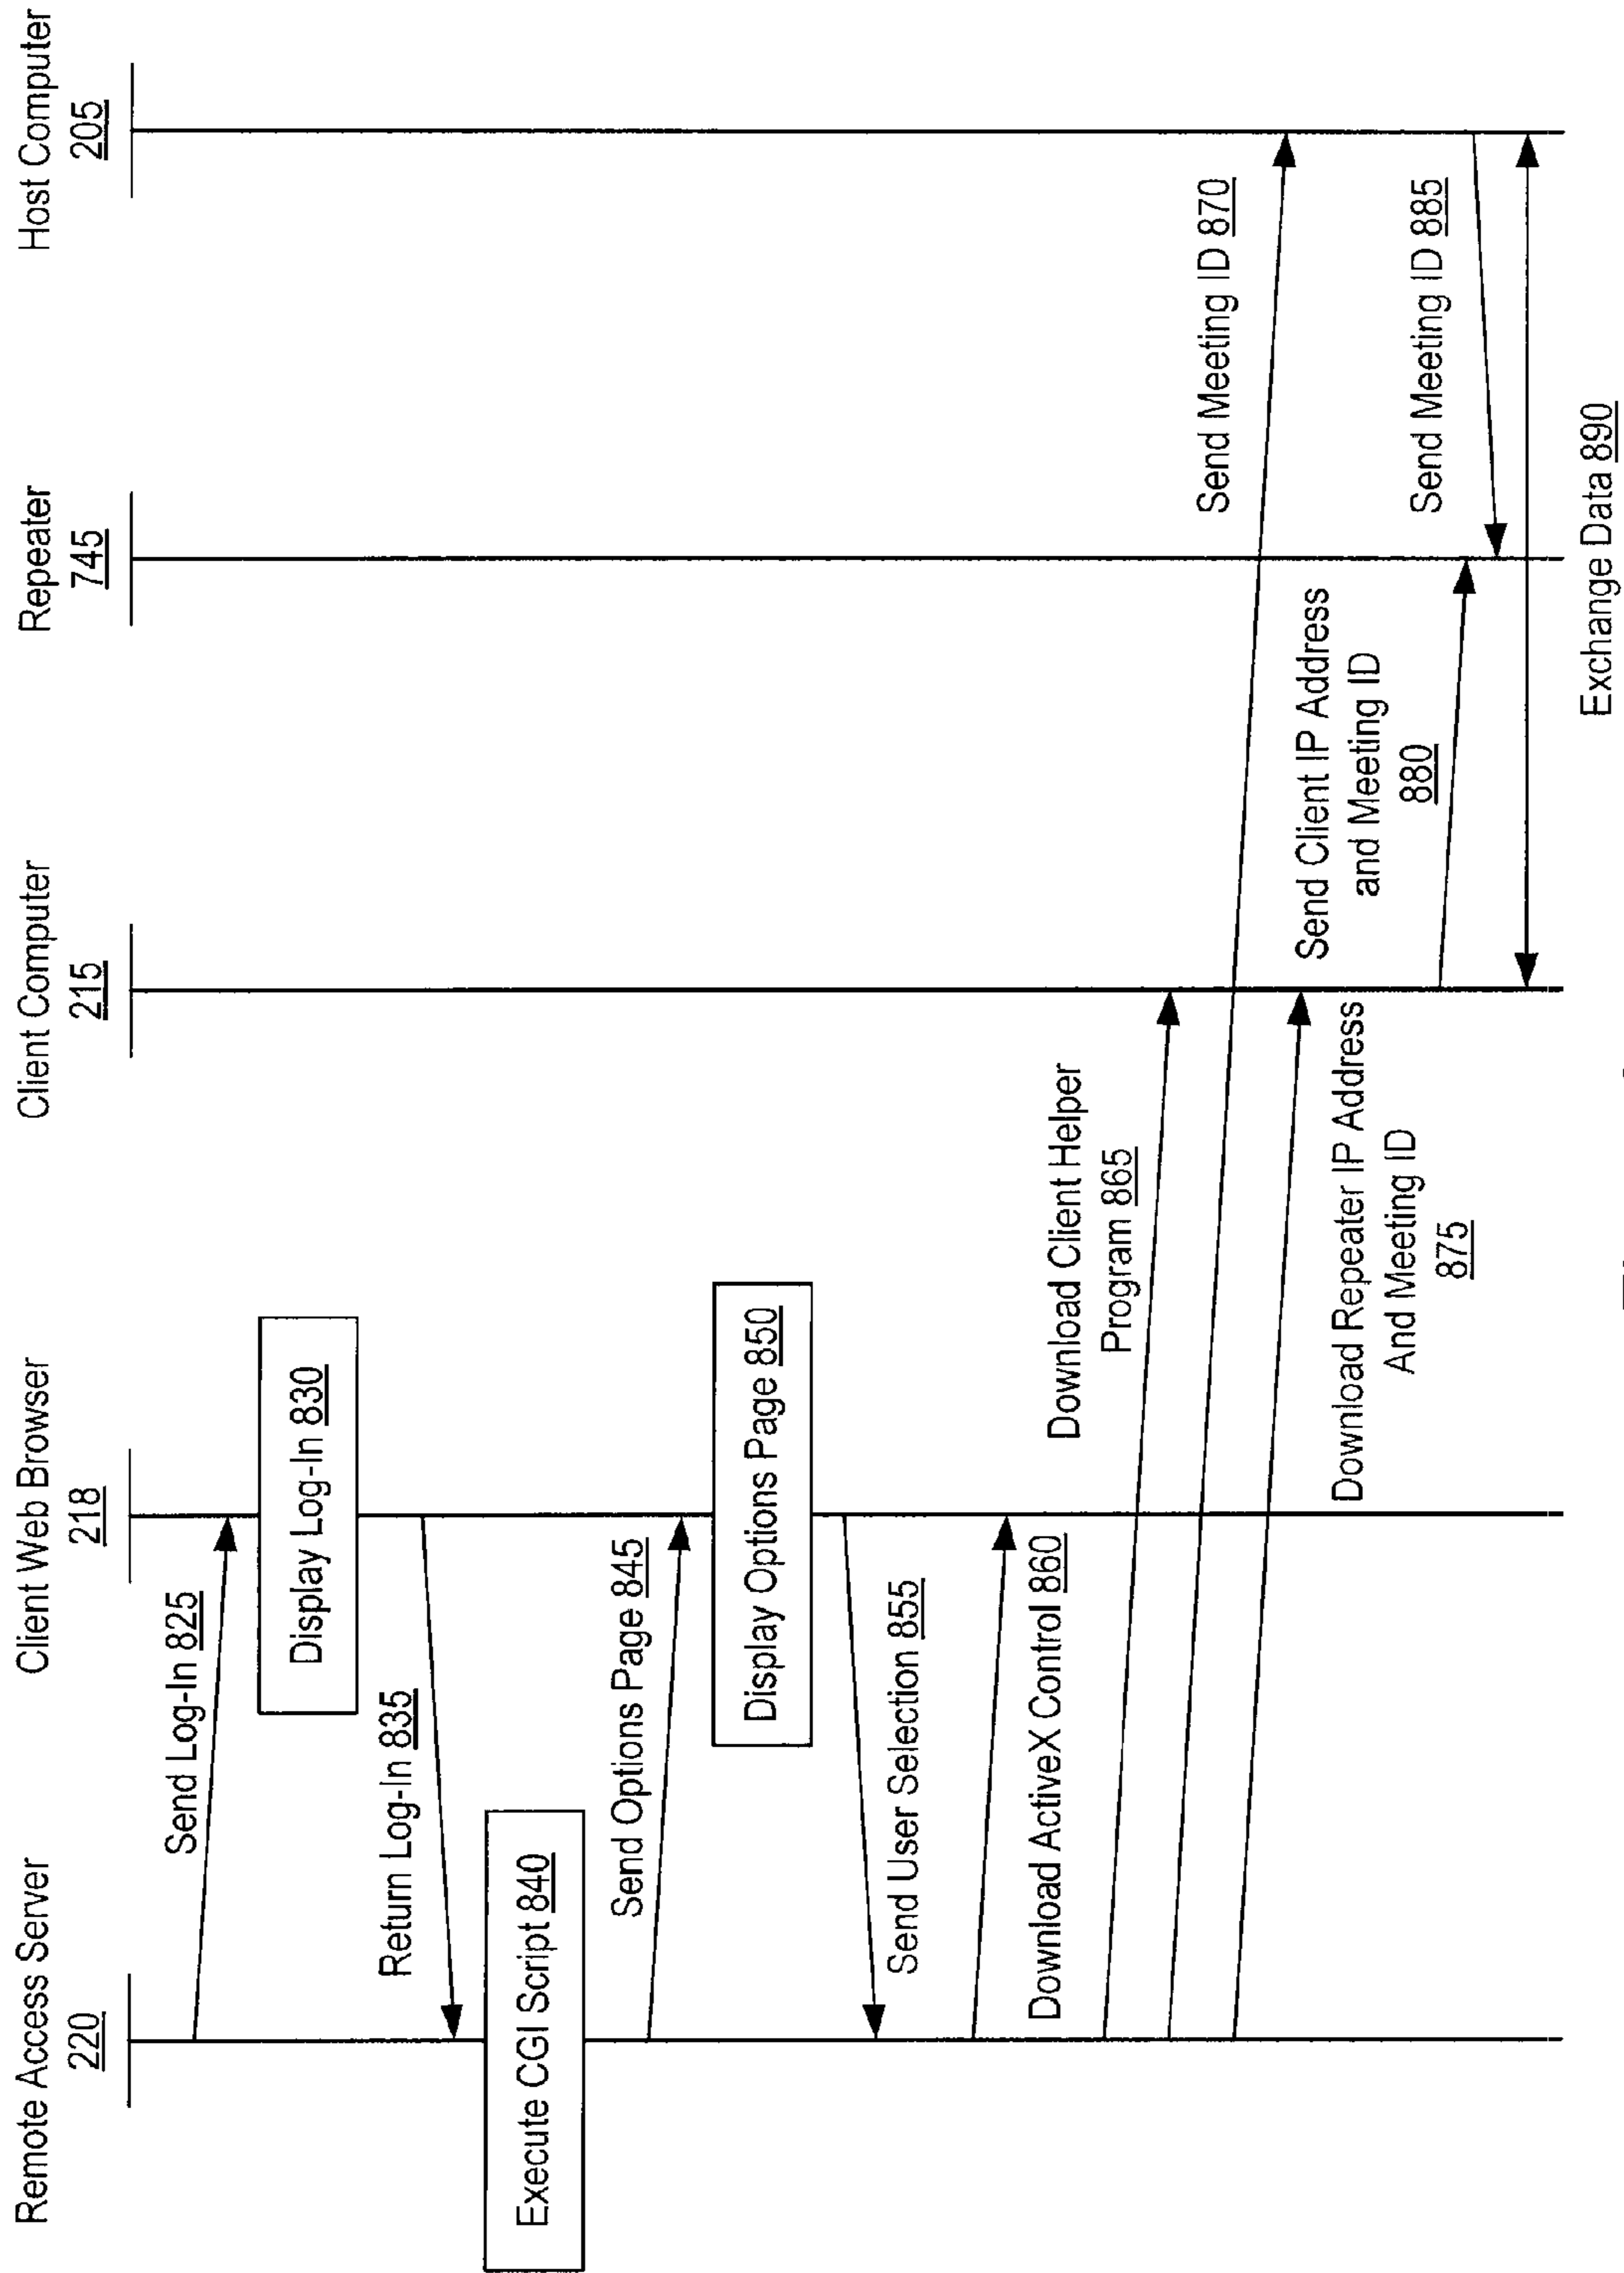 Remote Access Server
220
Client Web Browser
218
Client Computer
215
Repeater
745
Host Computer
205
Send Log-In 825
Display Log-In 830
Return Log-In 835
Execute CGI Script 840
Send Options Page 845
Display Options Page 850
Send User Selection 855
Download ActiveX Control 860
Download Client Helper
Program 865
Send Meeting ID 870
Download Repeater IP Address
And Meeting ID
875
Send Client IP Address
and Meeting ID
880
Send Meeting ID 885
Exchange Data 890